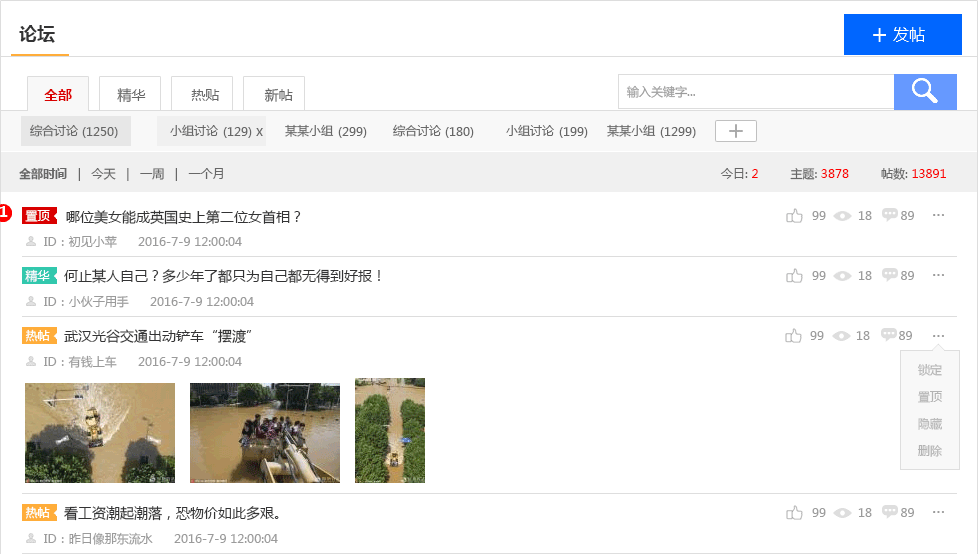 论坛
发帖
全部 精华 热贴 新帖 输入关键字...
综合讨论 (1250) 小组讨论 (129) x 某某小组 (299) 综合讨论 (180) 小组讨论 (199) 某某小组 (1299)
全部时间 | 今天 | 一周 | 一个月 今日: 2 主题: 3878 帖数: 13891
1 置顶 哪位美女能成英国史上第二位女首相？ 99 18 89 ...
ID：初见小苹 2016-7-9 12:00:04
精华 何止某人自己？多少年了都只为自己都无得到好报！ 99 18 89 ...
ID：小伙子用手 2016-7-9 12:00:04
热帖 武汉光谷交通出动铲车“摆渡” 99 18 89 ...
ID：有钱上车 2016-7-9 12:00:04
锁定
置顶
隐藏
删除
热帖 看工资潮起潮落，恐物价如此多艰。 99 18 89 ...
ID：昨日像那东流水 2016-7-9 12:00:04